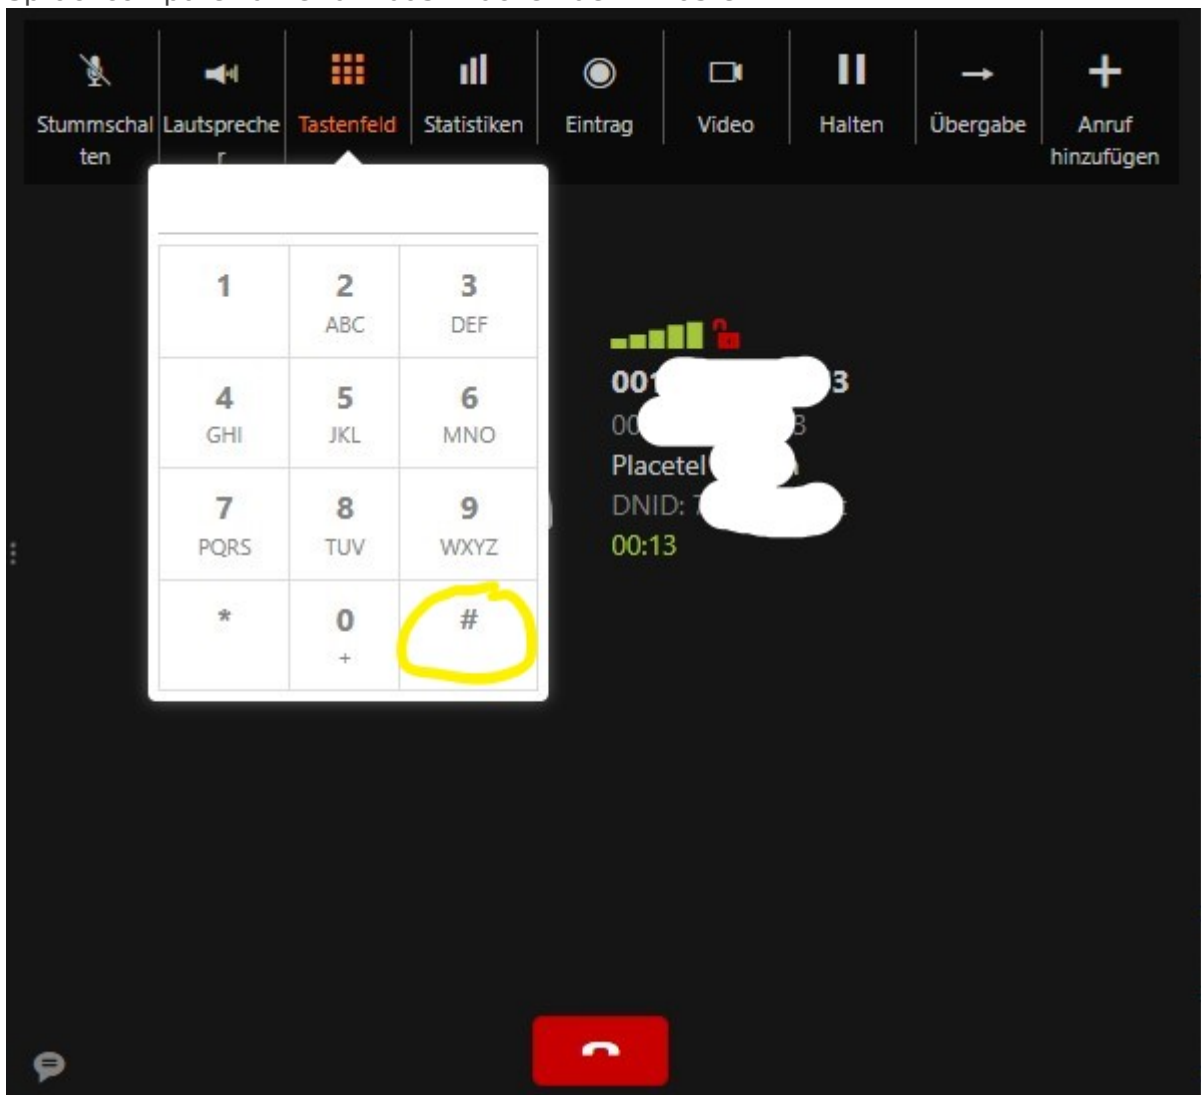 Stummschal
ten
Lautspreche
r
Tastenfeld
Statistiken
Eintrag
Video
Halten
Übergabe
Anruf
hinzufügen
1
2
ABC
3
DEF
4
GHI
5
JKL
6
MNO
7
PQRS
8
TUV
9
WXYZ
*
0
+
#
Placetel
DNID:
00:13